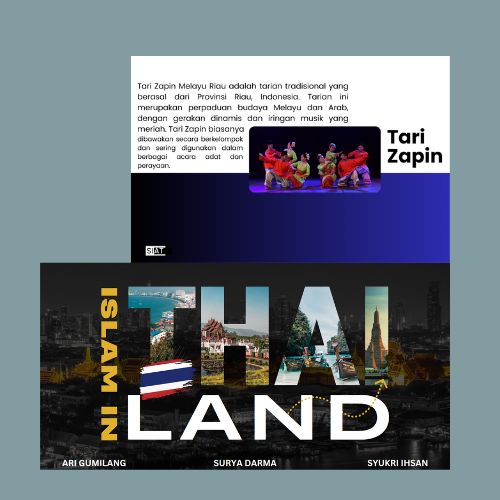 Tari Zapin Melayu Riau adalah tarian tradisional yang
berasal dari Provinsi Riau, Indonesia. Tarian ini
merupakan perpaduan budaya Melayu dan Arab,
dengan gerakan dinamis dan iringan musik yang
meriah. Tari Zapin biasanya
dibawakan secara berkelompok
dan sering digunakan dalam
berbagai acara adat dan
perayaan.
Tari
Zapin
SIAT
ISLAM IN
THAI
LAND
ARI GUMILANG
SURYA DARMA
SYUKRI IHSAN